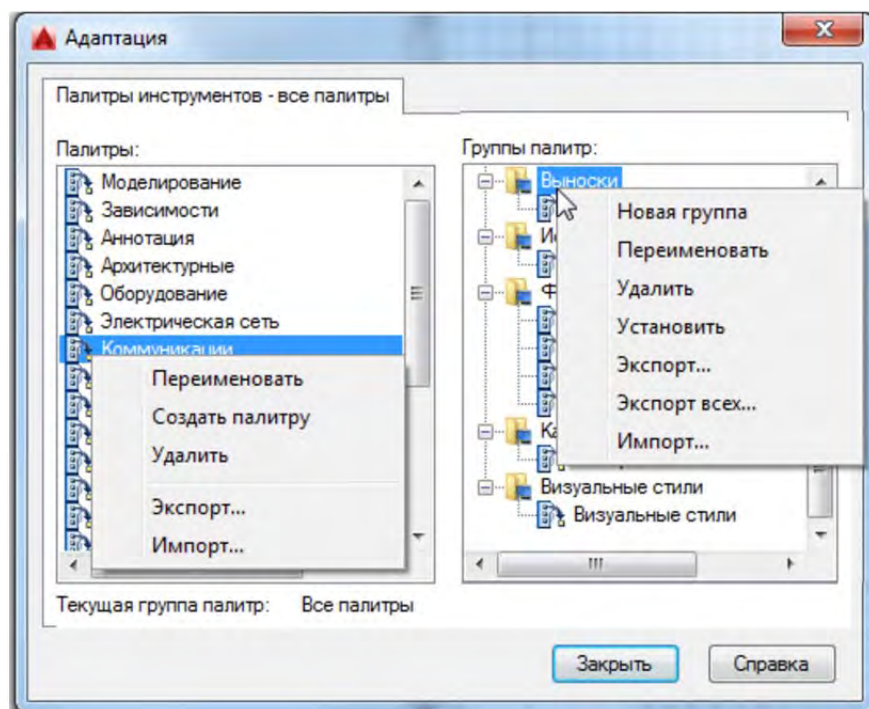 Адаптация
Палитры инструментов - все палитры
Палитры:
Моделирование
Зависимости
Аннотация
Архитектурные
Оборудование
Электрическая сеть
Коммуникации
Переименовать
Создать палитру
Удалить
Экспорт...
Импорт...
Группы палитр:
Выноски
Новая группа
Переименовать
Удалить
Установить
Экспорт...
Экспорт всех...
Импорт...
Визуальные стили
Визуальные стили
Текущая группа палитр: Все палитры
Закрыть
Справка